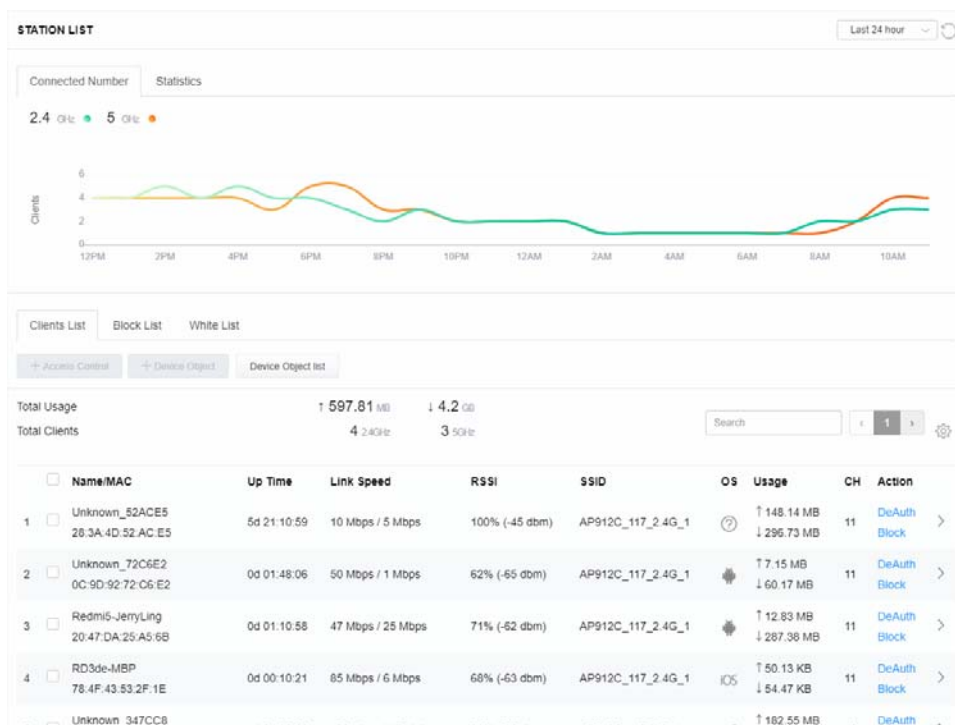 STATION LIST
Last 24 hour
Connected Number Statistics
2.4 GHz 5 GHz
6
4
2
0
Clients
12PM 2PM 4PM 6PM 8PM 10PM 12AM 2AM 4AM 6AM 8AM 10AM
Clients List Block List White List
+ Access Control + Device Object Device Object list
Total Usage ↑ 597.81 MB ↓ 4.2 GB
Total Clients 4 2.4GHz 3 5GHz
Search ‹ 1 ›
Name/MAC Up Time Link Speed RSSI SSID OS Usage CH Action
1 Unknown_52ACE5 5d 21:10:59 10 Mbps / 5 Mbps 100% (-45 dbm) AP912C_117_2.4G_1 ? ↑ 148.14 MB 11 DeAuth >
28:3A:4D:52:AC:E5 ↓ 296.73 MB Block
2 Unknown_72C6E2 0d 01:48:06 50 Mbps / 1 Mbps 62% (-65 dbm) AP912C_117_2.4G_1 ↑ 7.15 MB 11 DeAuth >
0C:9D:92:72:C6:E2 ↓ 60.17 MB Block
3 Redmi5-JerryLing 0d 01:10:58 47 Mbps / 25 Mbps 71% (-62 dbm) AP912C_117_2.4G_1 ↑ 12.83 MB 11 DeAuth >
20:47:DA:25:A5:6B ↓ 287.38 MB Block
4 RD3de-MBP 0d 00:10:21 85 Mbps / 6 Mbps 68% (-63 dbm) AP912C_117_2.4G_1 iOS ↑ 50.13 KB 11 DeAuth >
78:4F:43:53:2F:1E ↓ 54.47 KB Block
Unknown_347CC8 ↑ 182.55 MB DeAuth